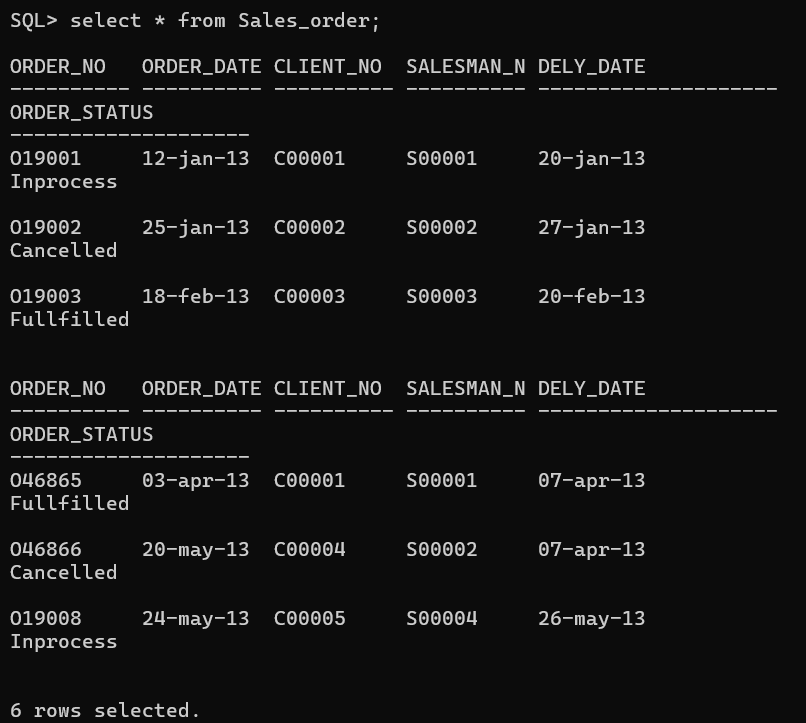 SQL> select * from Sales_order;
ORDER_NO   ORDER_DATE CLIENT_NO  SALESMAN_N DELY_DATE
---------- ---------- ---------- ---------- --------------------
ORDER_STATUS
--------------------
O19001     12-jan-13  C00001     S00001     20-jan-13
Inprocess
O19002     25-jan-13  C00002     S00002     27-jan-13
Cancelled
O19003     18-feb-13  C00003     S00003     20-feb-13
Fullfilled
ORDER_NO   ORDER_DATE CLIENT_NO  SALESMAN_N DELY_DATE
---------- ---------- ---------- ---------- --------------------
ORDER_STATUS
--------------------
O46865     03-apr-13  C00001     S00001     07-apr-13
Fullfilled
O46866     20-may-13  C00004     S00002     07-apr-13
Cancelled
O19008     24-may-13  C00005     S00004     26-may-13
Inprocess
6 rows selected.